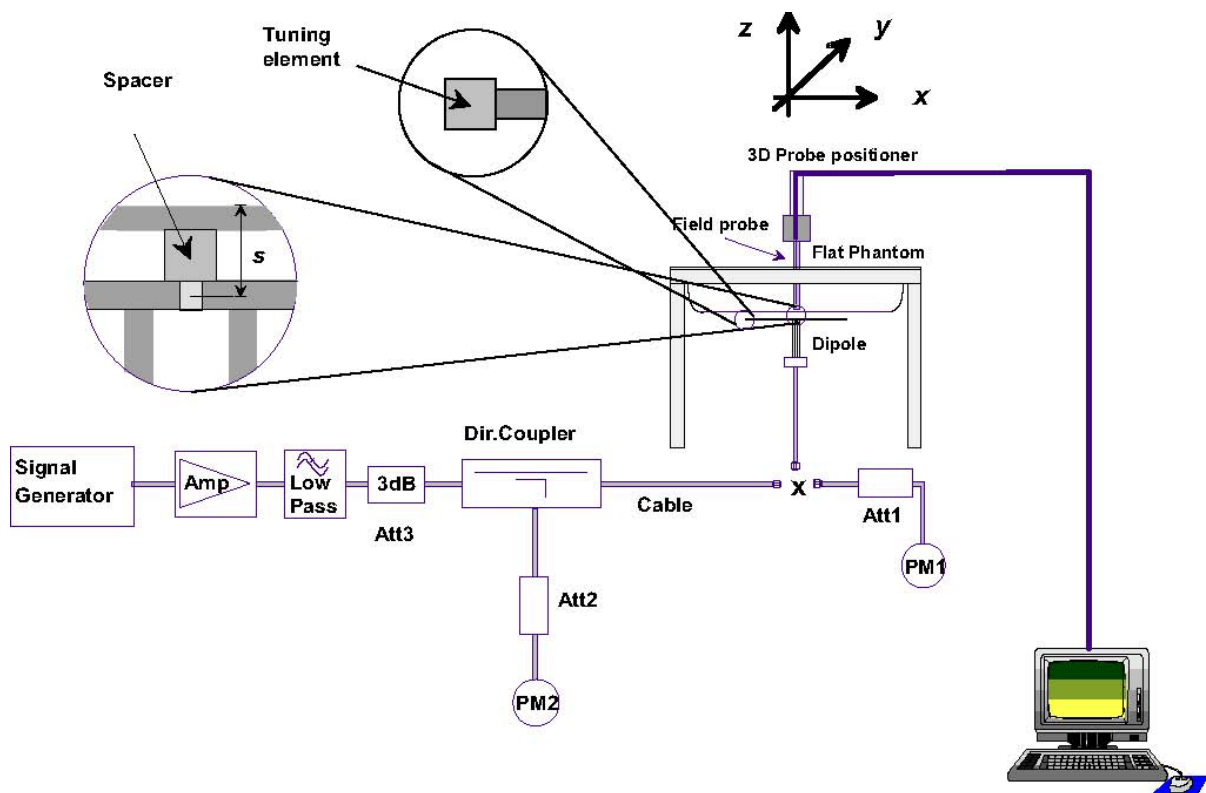 Tuning
element
z
y
x
Spacer
3D Probe positioner
s
Field probe
Flat Phantom
Dipole
Dir.Coupler
Signal
Generator
Amp
Low
Pass
3dB
Att3
Cable
x
Att1
PM1
Att2
PM2